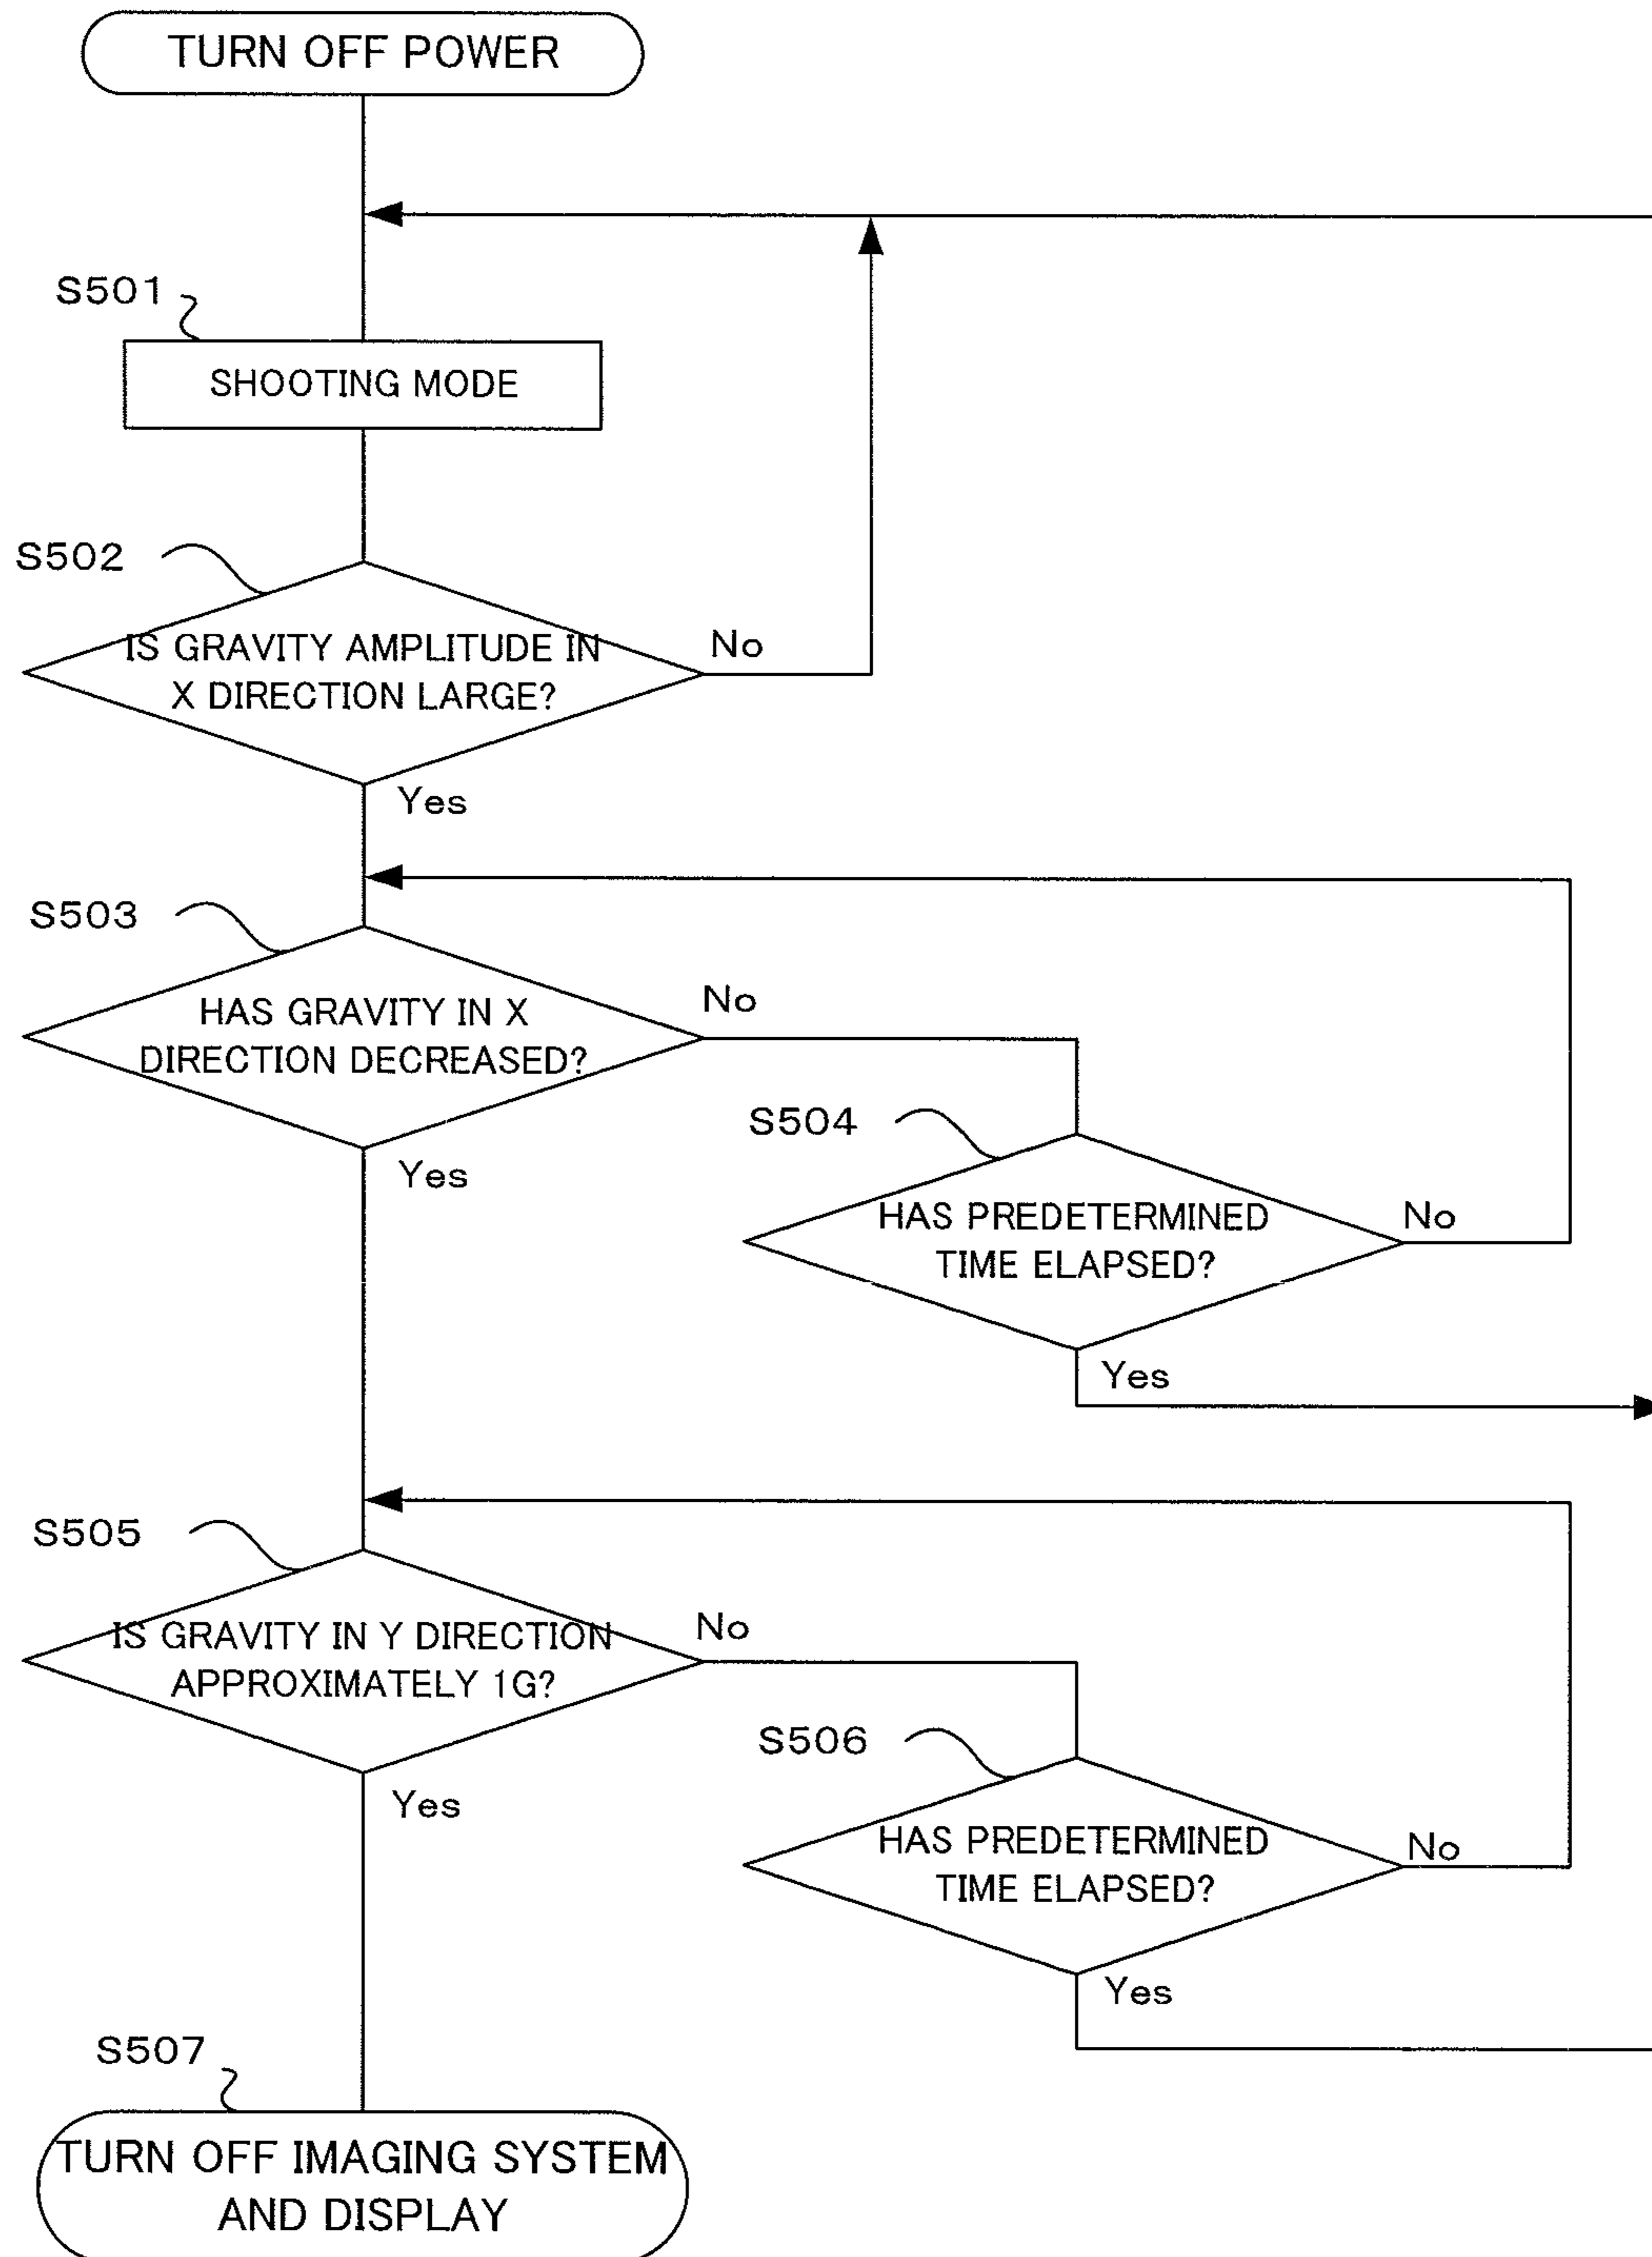 TURN OFF POWER
S501
SHOOTING MODE
S502
IS GRAVITY AMPLITUDE IN
X DIRECTION LARGE?
No
Yes
S503
HAS GRAVITY IN X
DIRECTION DECREASED?
No
Yes
S504
HAS PREDETERMINED
TIME ELAPSED?
No
Yes
S505
IS GRAVITY IN Y DIRECTION
APPROXIMATELY 1G?
No
Yes
S506
HAS PREDETERMINED
TIME ELAPSED?
No
Yes
S507
TURN OFF IMAGING SYSTEM
AND DISPLAY